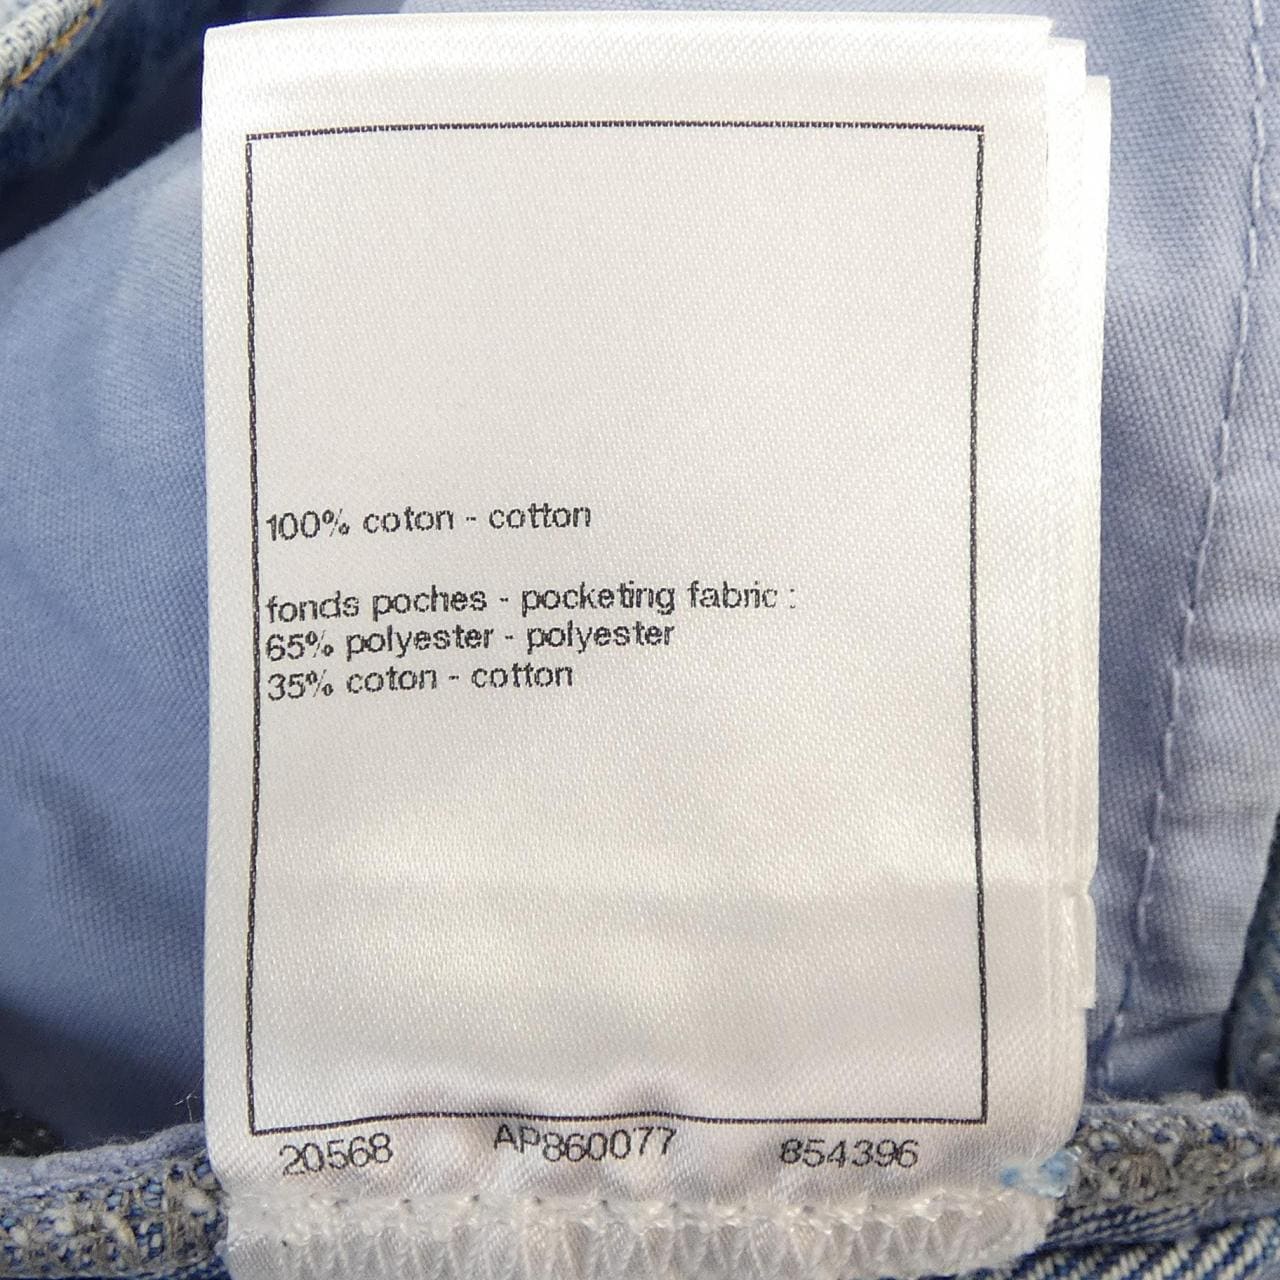 100% coton - cotton
fonds poches - pocketing fabric :
65% polyester - polyester
35% coton - cotton
20568 AP860077 854396